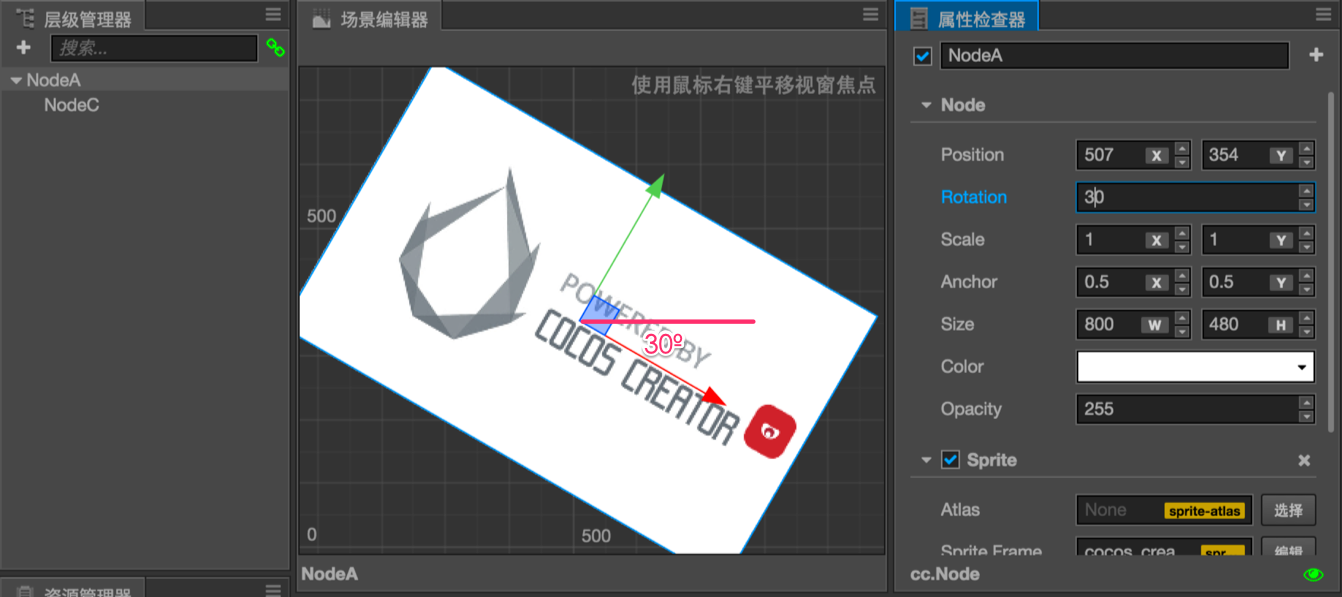 层级管理器
搜索...
NodeA
NodeC
资源管理器
场景编辑器
使用鼠标右键平移视窗焦点
500
POWERED BY
COCOS CREATOR
30º
0
500
NodeA
属性检查器
NodeA
Node
Position 507 X 354 Y
Rotation 30
Scale 1 X 1 Y
Anchor 0.5 X 0.5 Y
Size 800 W 480 H
Color
Opacity 255
Sprite
Atlas None sprite-atlas 选择
Sprite Frame cocos_crea spr 编辑
cc.Node